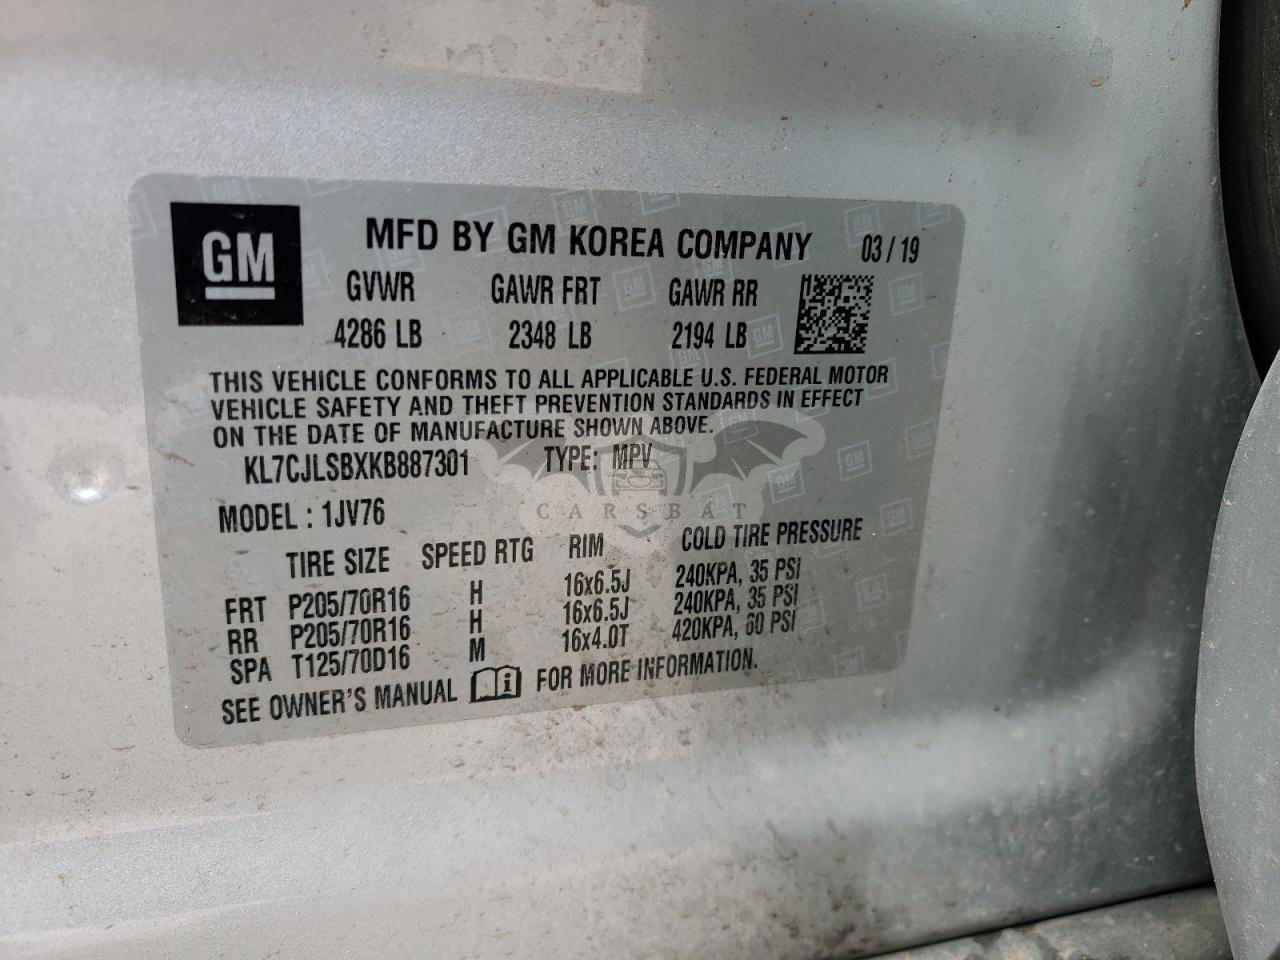 GM
MFD BY GM KOREA COMPANY 03/19
GVWR GAWR FRT GAWR RR
4286 LB 2348 LB 2194 LB
THIS VEHICLE CONFORMS TO ALL APPLICABLE U.S. FEDERAL MOTOR
VEHICLE SAFETY AND THEFT PREVENTION STANDARDS IN EFFECT
ON THE DATE OF MANUFACTURE SHOWN ABOVE.
KL7CJLSBXKB887301 TYPE: MPV
CARSBAT
MODEL : 1JV76
TIRE SIZE SPEED RTG RIM COLD TIRE PRESSURE
FRT P205/70R16 H 16x6.5J 240KPA, 35 PSI
RR P205/70R16 H 16x6.5J 240KPA, 35 PSI
SPA T125/70D16 M 16x4.0T 420KPA, 60 PSI
SEE OWNER'S MANUAL i FOR MORE INFORMATION.